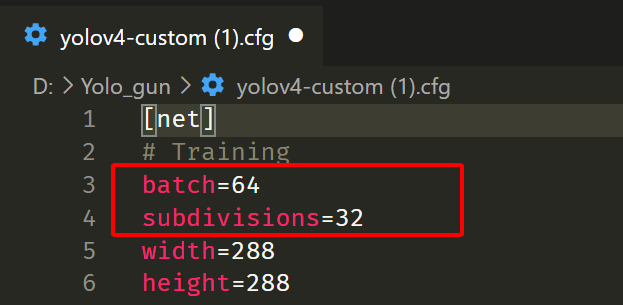 yolov4-custom (1).cfg
D: > Yolo_gun > yolov4-custom (1).cfg
1 [net]
2 # Training
3 batch=64
4 subdivisions=32
5 width=288
6 height=288